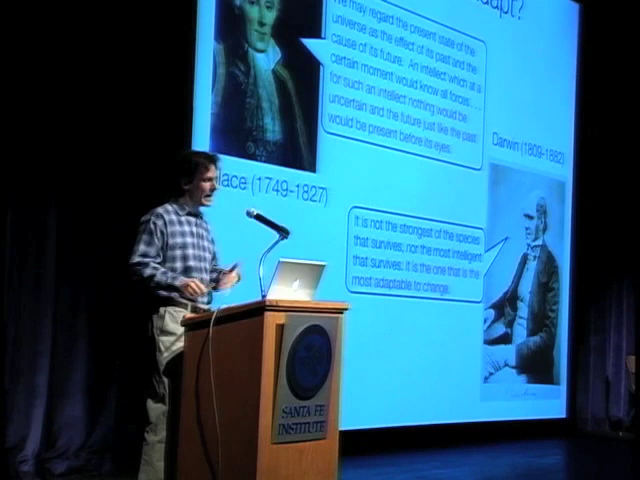 adapt?
We may regard the present state of the
universe as the effect of its past and the
cause of its future. An intellect which at a
certain moment would know all forces...
for such an intellect nothing would be
uncertain and the future just like the past
would be present before its eyes.
Darwin (1809-1882)
lace (1749-1827)
It is not the strongest of the species
that survives, nor the most intelligent
that survives. It is the one that is the
most adaptable to change.
SANTA FE
INSTITUTE